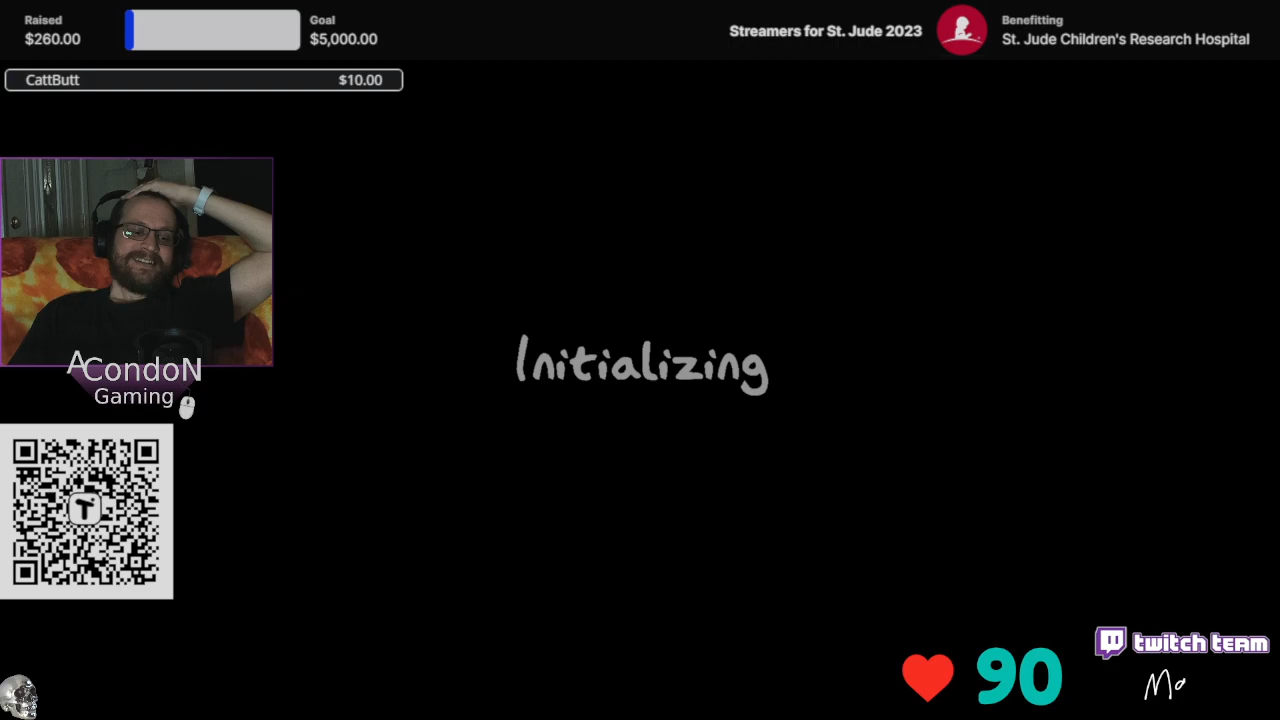 Raised
$260.00
Goal
$5,000.00
Streamers for St. Jude 2023
Benefitting
St. Jude Children's Research Hospital
CattButt $10.00
ACondoN
Gaming
T
Initializing
90
twitch team
Mo